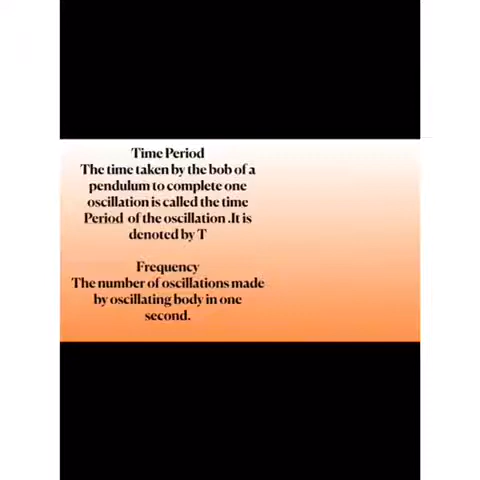 Time Period
The time taken by the bob of a
pendulum to complete one
oscillation is called the time
Period of the oscillation .It is
denoted by T
Frequency
The number of oscillations made
by oscillating body in one
second.